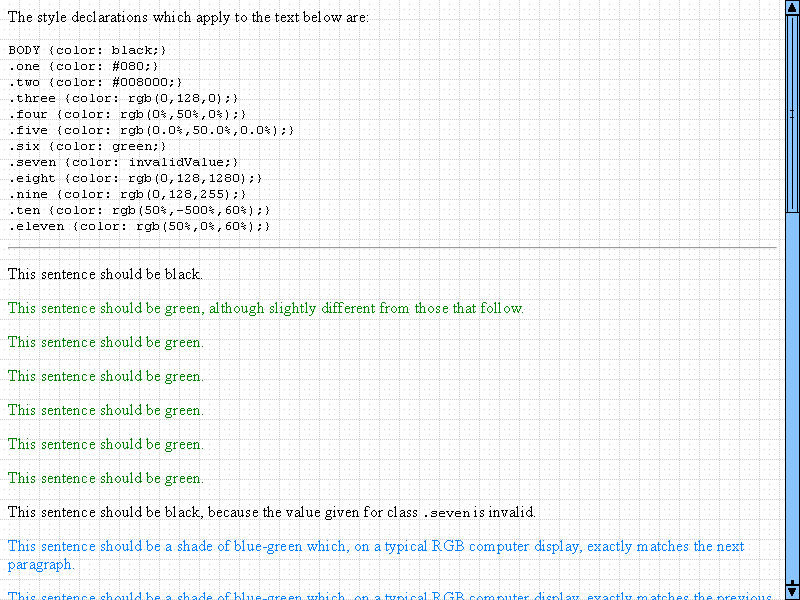 The style declarations which apply to the text below are:
BODY {color: black;}
.one {color: #080;}
.two {color: #008000;}
.three {color: rgb(0,128,0);}
.four {color: rgb(0%,50%,0%);}
.five {color: rgb(0.0%,50.0%,0.0%);}
.six {color: green;}
.seven {color: invalidValue;}
.eight {color: rgb(0,128,1280);}
.nine {color: rgb(0,128,255);}
.ten {color: rgb(50%,-500%,60%);}
.eleven {color: rgb(50%,0%,60%);}
This sentence should be black.
This sentence should be green, although slightly different from those that follow.
This sentence should be green.
This sentence should be green.
This sentence should be green.
This sentence should be green.
This sentence should be green.
This sentence should be black, because the value given for class .seven is invalid.
This sentence should be a shade of blue-green which, on a typical RGB computer display, exactly matches the next
paragraph.
This sentence should be a shade of blue-green which, on a typical RGB computer display, exactly matches the previous